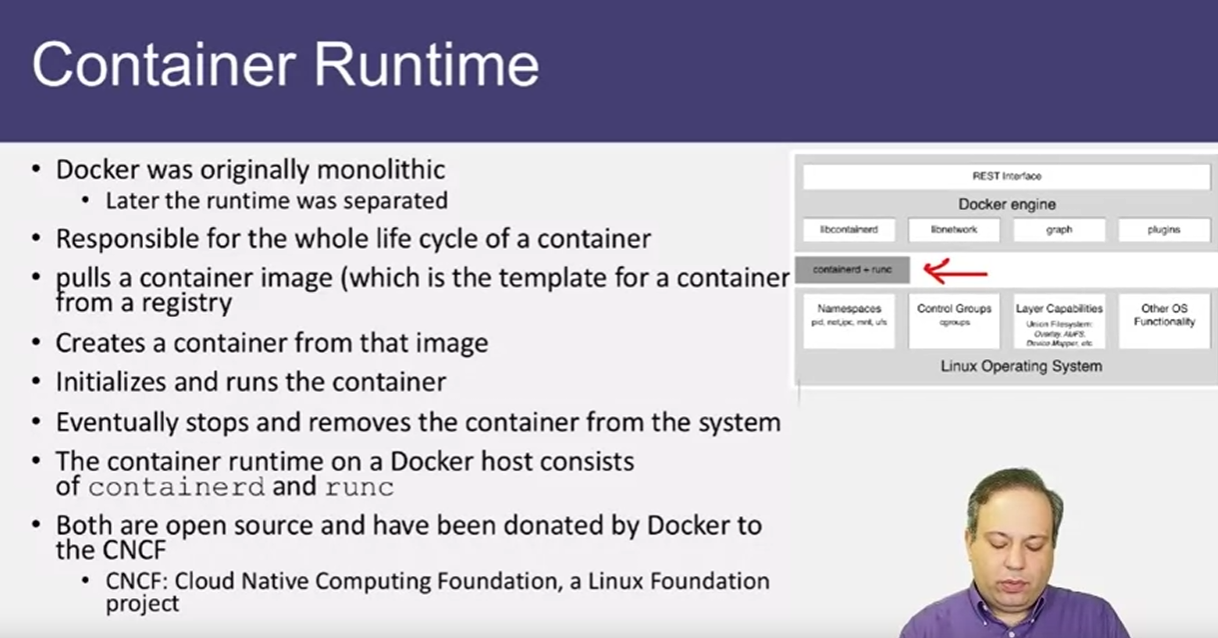 Container Runtime
• Docker was originally monolithic
• Later the runtime was separated
• Responsible for the whole life cycle of a container
• pulls a container image (which is the template for a container
from a registry
• Creates a container from that image
• Initializes and runs the container
• Eventually stops and removes the container from the system
• The container runtime on a Docker host consists
of containerd and runc
• Both are open source and have been donated by Docker to
the CNCF
• CNCF: Cloud Native Computing Foundation, a Linux Foundation
project
REST Interface
Docker engine
libcontainerd libnetwork graph plugins
containerd + runc
Namespaces
pid, net,ipc, mnt, ufs
Control Groups
cgroups
Layer Capabilities
Union Filesystem:
Overlay, AUFS,
Device Mapper, etc.
Other OS
Functionality
Linux Operating System